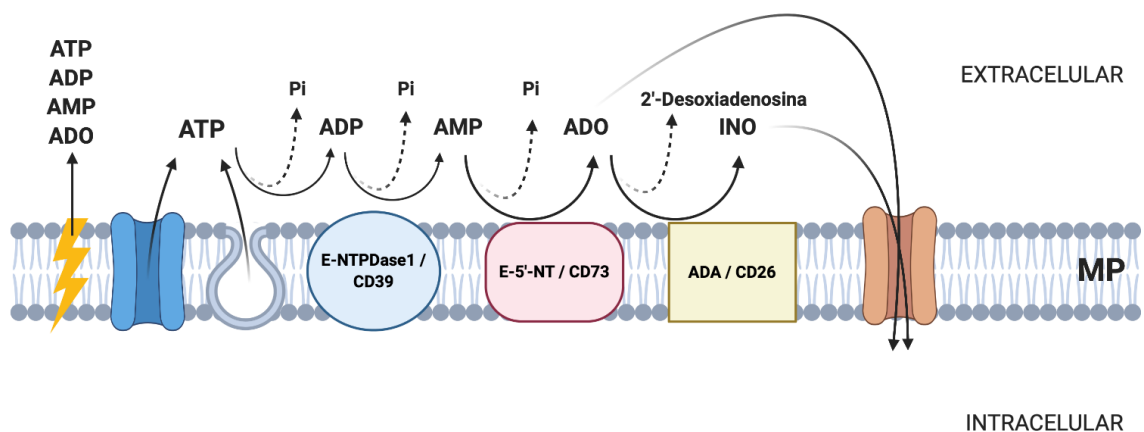 ATP
ADP
AMP
ADO
ATP
Pi
ADP
Pi
AMP
Pi
ADO
2'-Desoxiadenosina
INO
EXTRACELULAR
E-NTPDase1 /
CD39
E-5'-NT / CD73
ADA / CD26
MP
INTRACELULAR